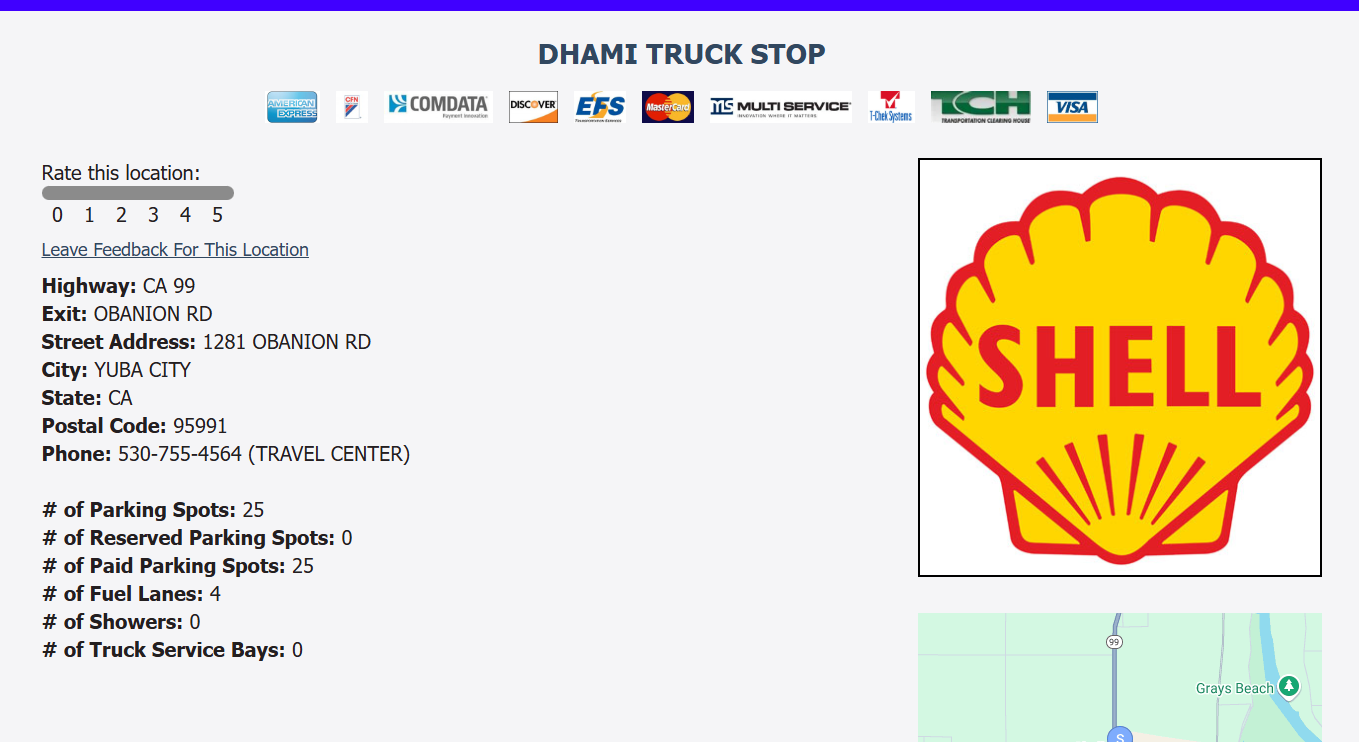 DHAMI TRUCK STOP
AMERICAN EXPRESS CFN COMDATA Payment Innovation DISCOVER EFS TRANSPORTATION SERVICES MasterCard MS MULTI SERVICE INNOVATION WHERE IT MATTERS T-Chek Systems TCH TRANSPORTATION CLEARING HOUSE VISA
Rate this location:
0 1 2 3 4 5
Leave Feedback For This Location
Highway: CA 99
Exit: OBANION RD
Street Address: 1281 OBANION RD
City: YUBA CITY
State: CA
Postal Code: 95991
Phone: 530-755-4564 (TRAVEL CENTER)
# of Parking Spots: 25
# of Reserved Parking Spots: 0
# of Paid Parking Spots: 25
# of Fuel Lanes: 4
# of Showers: 0
# of Truck Service Bays: 0
SHELL
99
Grays Beach
S